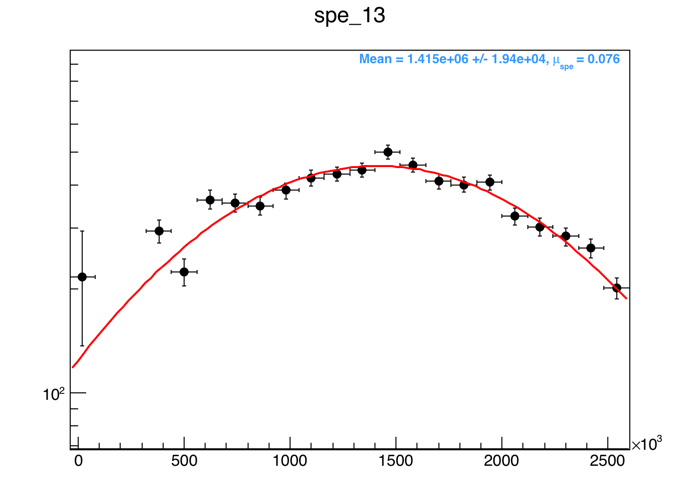 spe_13
Mean = 1.415e+06 +/- 1.94e+04, μspe = 0.076
10²
0 500 1000 1500 2000 2500 ×10³